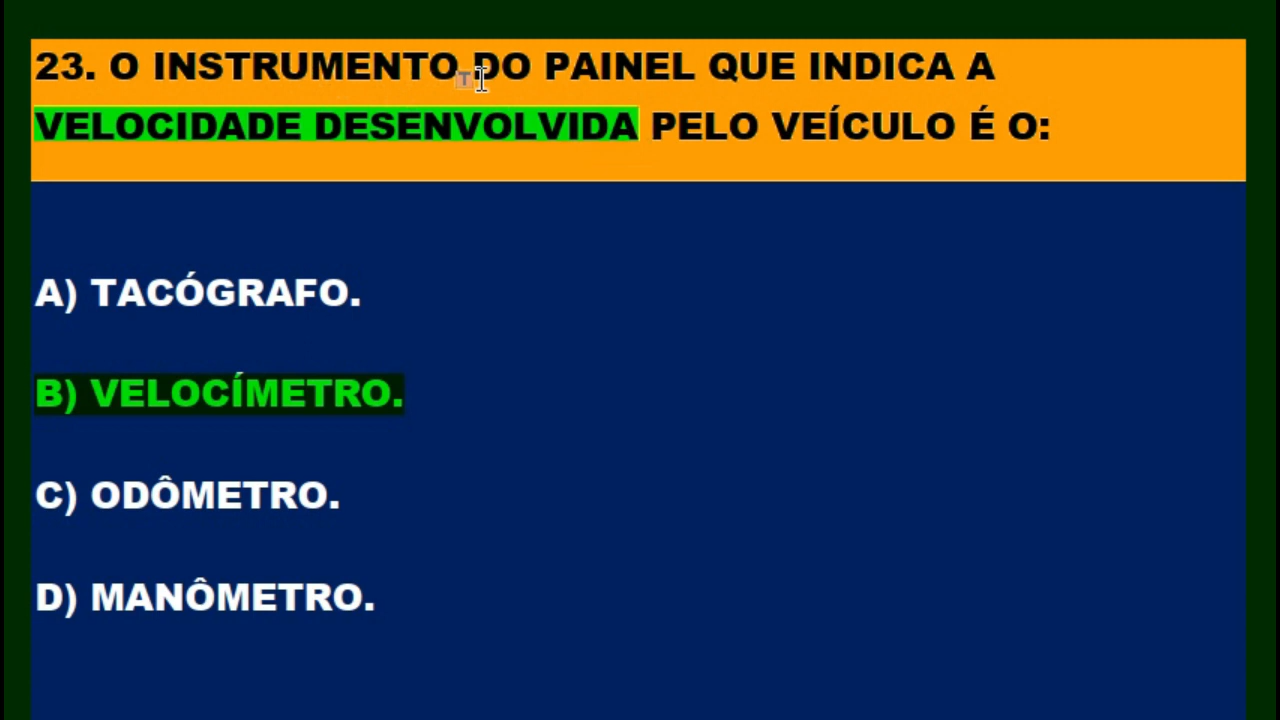 23. O INSTRUMENTO DO PAINEL QUE INDICA A
VELOCIDADE DESENVOLVIDA PELO VEÍCULO É O:
A) TACÓGRAFO.
B) VELOCÍMETRO.
C) ODÔMETRO.
D) MANÔMETRO.